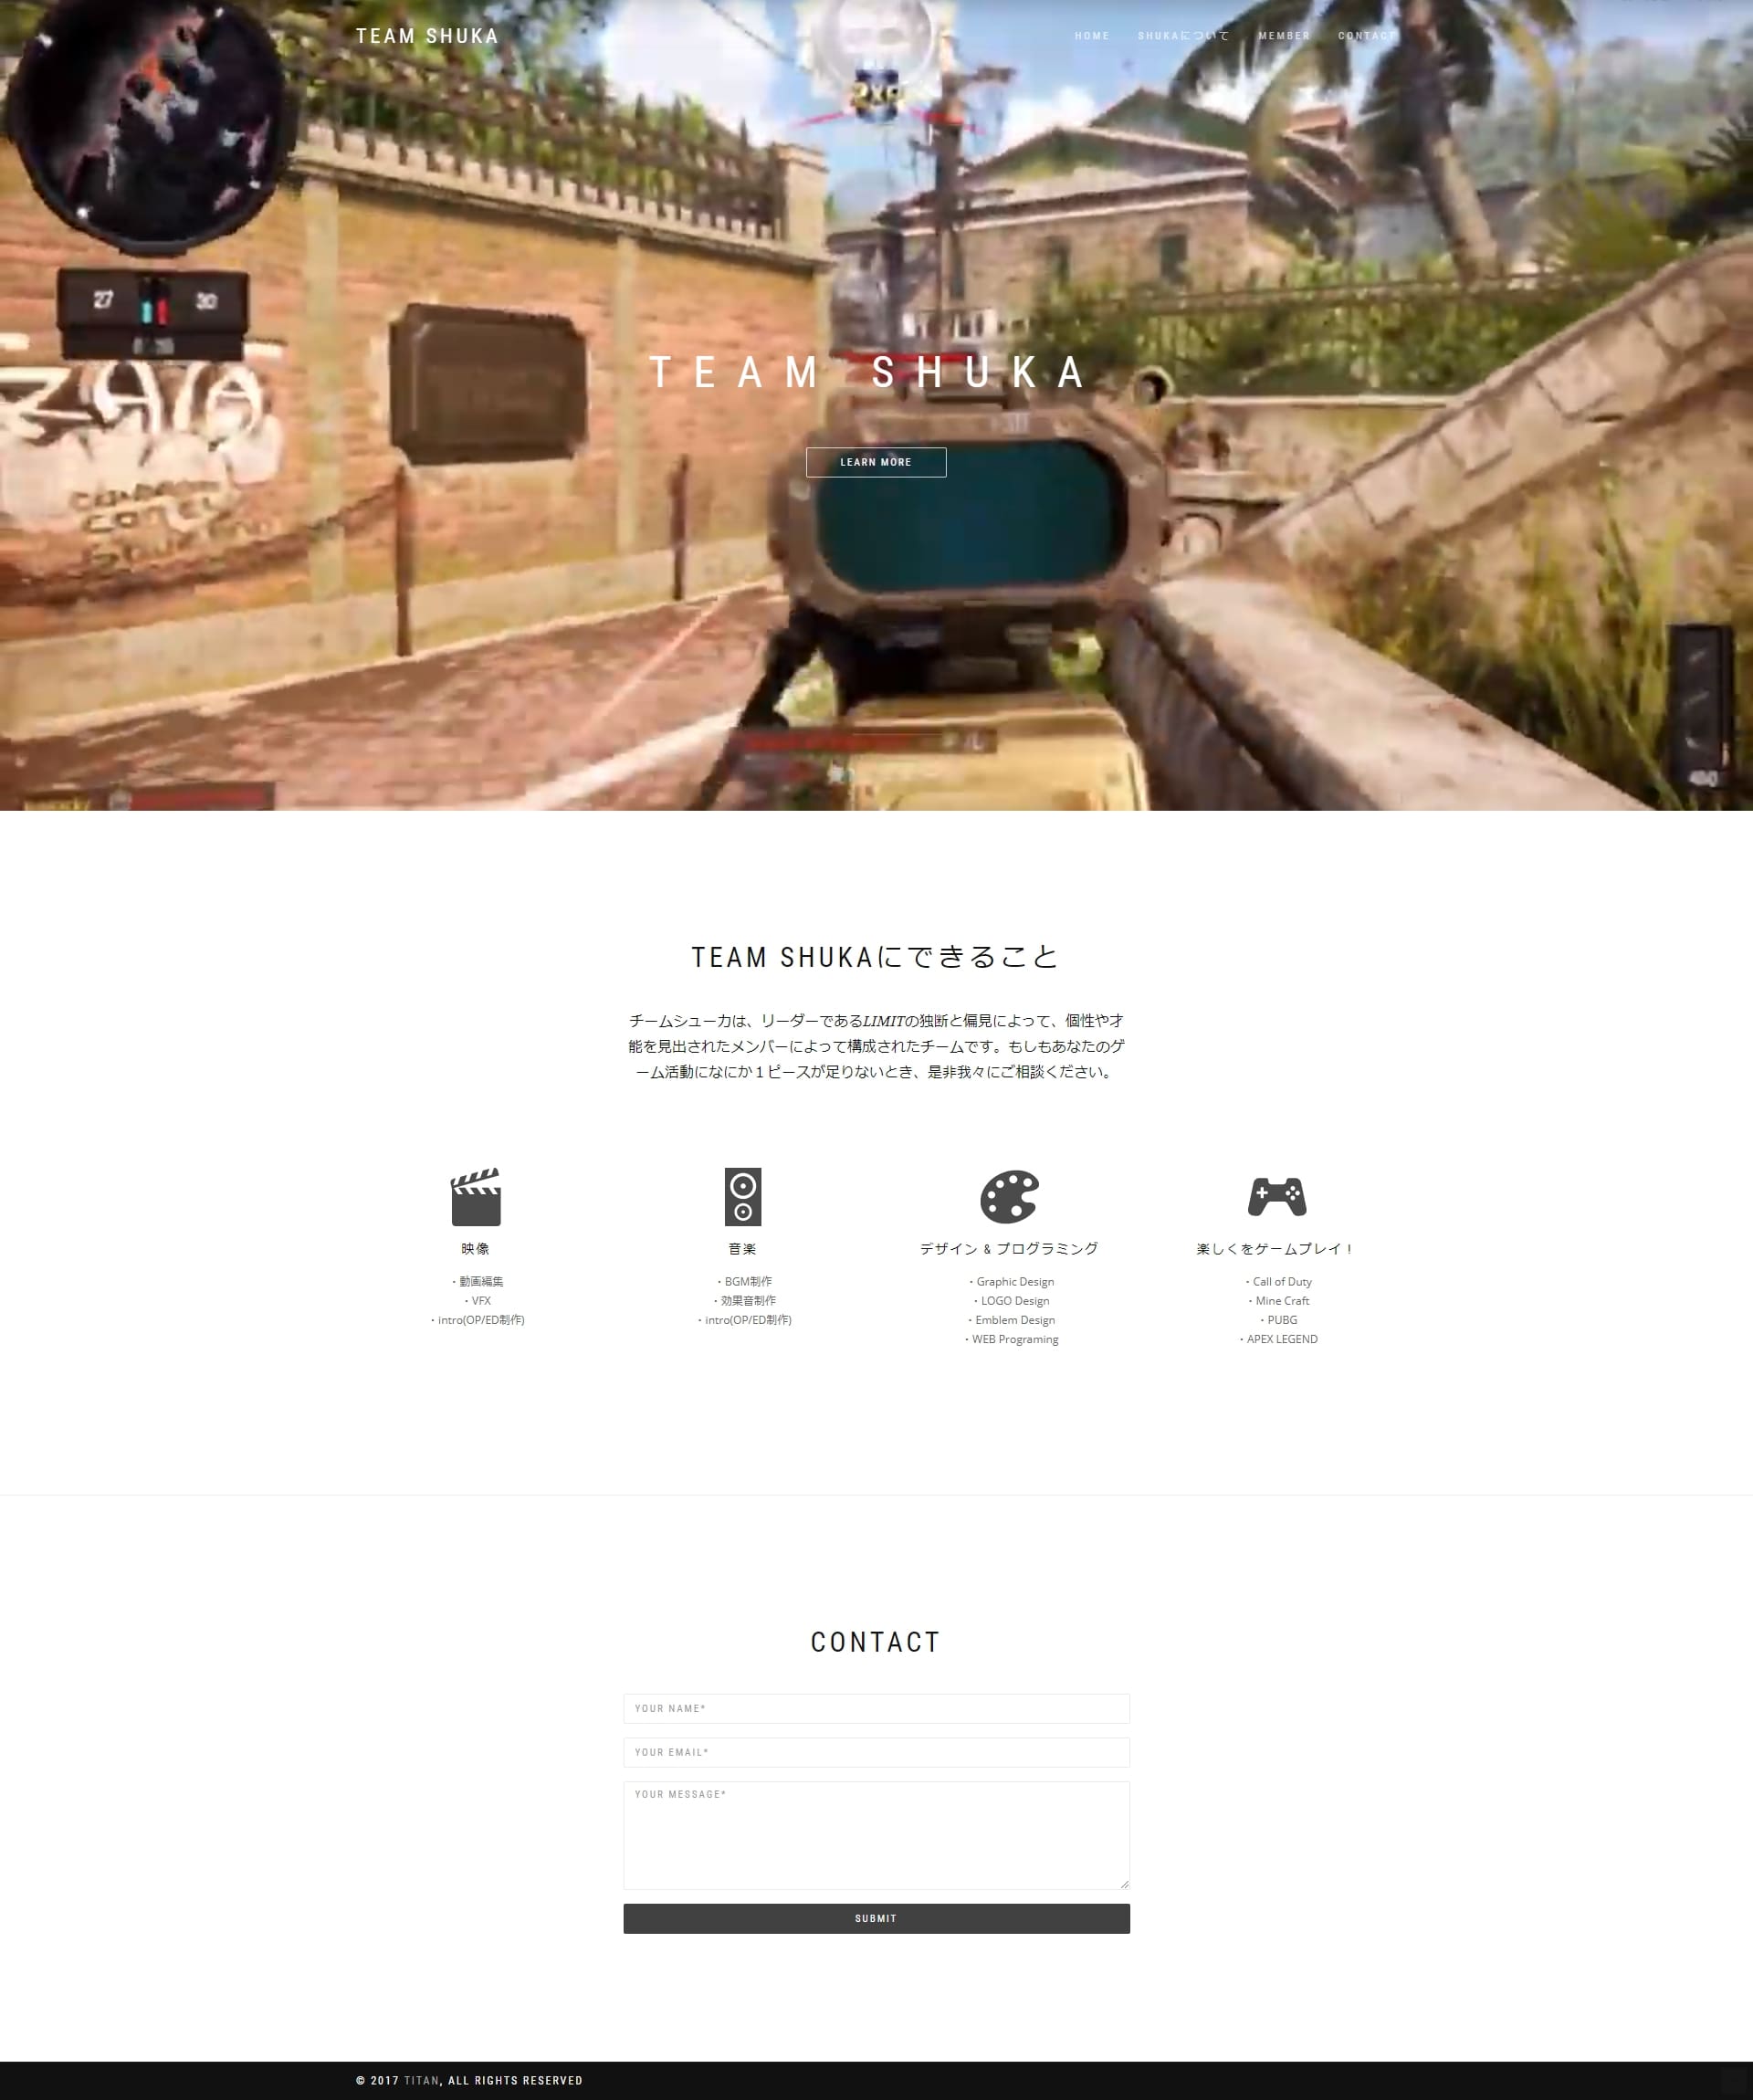 TEAM SHUKA
HOME SHUKAについて MEMBER CONTACT
27 30
TEAM SHUKA
LEARN MORE
TEAM SHUKAにできること
チームシューカは、リーダーであるLIMITの独断と偏見によって、個性や才
能を見出されたメンバーによって構成されたチームです。もしもあなたのゲ
ーム活動になにか１ピースが足りないとき、是非我々にご相談ください。
映像
・動画編集
・VFX
・intro(OP/ED制作)
音楽
・BGM制作
・効果音制作
・intro(OP/ED制作)
デザイン & プログラミング
・Graphic Design
・LOGO Design
・Emblem Design
・WEB Programing
楽しくをゲームプレイ！
・Call of Duty
・Mine Craft
・PUBG
・APEX LEGEND
CONTACT
YOUR NAME*
YOUR EMAIL*
YOUR MESSAGE*
SUBMIT
© 2017 TITAN, ALL RIGHTS RESERVED